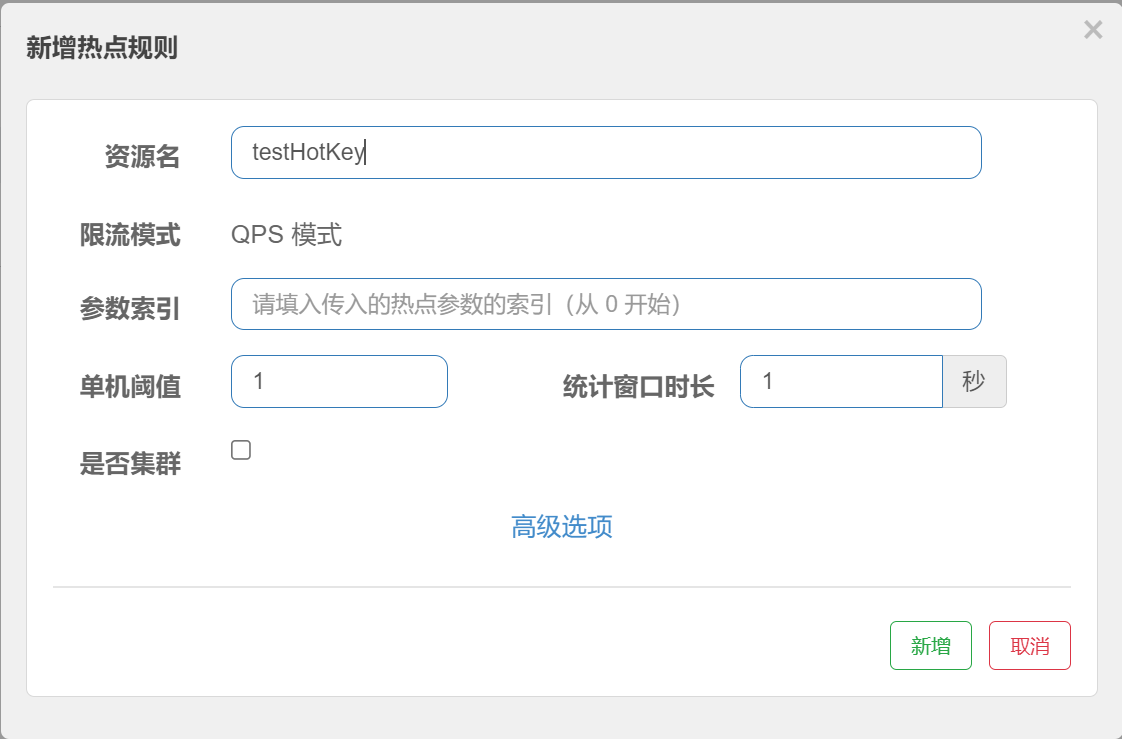 新增热点规则 ×
资源名 testHotKey
限流模式 QPS 模式
参数索引 请填入传入的热点参数的索引（从 0 开始）
单机阈值 1 统计窗口时长 1 秒
是否集群
高级选项
新增 取消